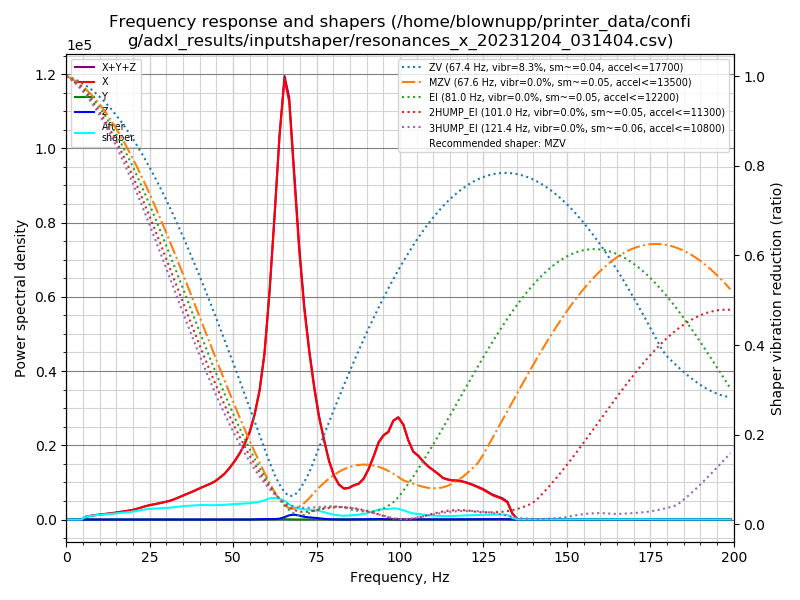 Frequency response and shapers (/home/blownupp/printer_data/confi
g/adxl_results/inputshaper/resonances_x_20231204_031404.csv)
1e5
X+Y+Z
X
Y
Z
After
shaper
ZV (67.4 Hz, vibr=8.3%, sm~=0.04, accel<=17700)
MZV (67.6 Hz, vibr=0.0%, sm~=0.05, accel<=13500)
EI (81.0 Hz, vibr=0.0%, sm~=0.05, accel<=12200)
2HUMP_EI (101.0 Hz, vibr=0.0%, sm~=0.05, accel<=11300)
3HUMP_EI (121.4 Hz, vibr=0.0%, sm~=0.06, accel<=10800)
Recommended shaper: MZV
1.2
1.0
0.8
0.6
0.4
0.2
0.0
Power spectral density
1.0
0.8
0.6
0.4
0.2
0.0
Shaper vibration reduction (ratio)
0 25 50 75 100 125 150 175 200
Frequency, Hz